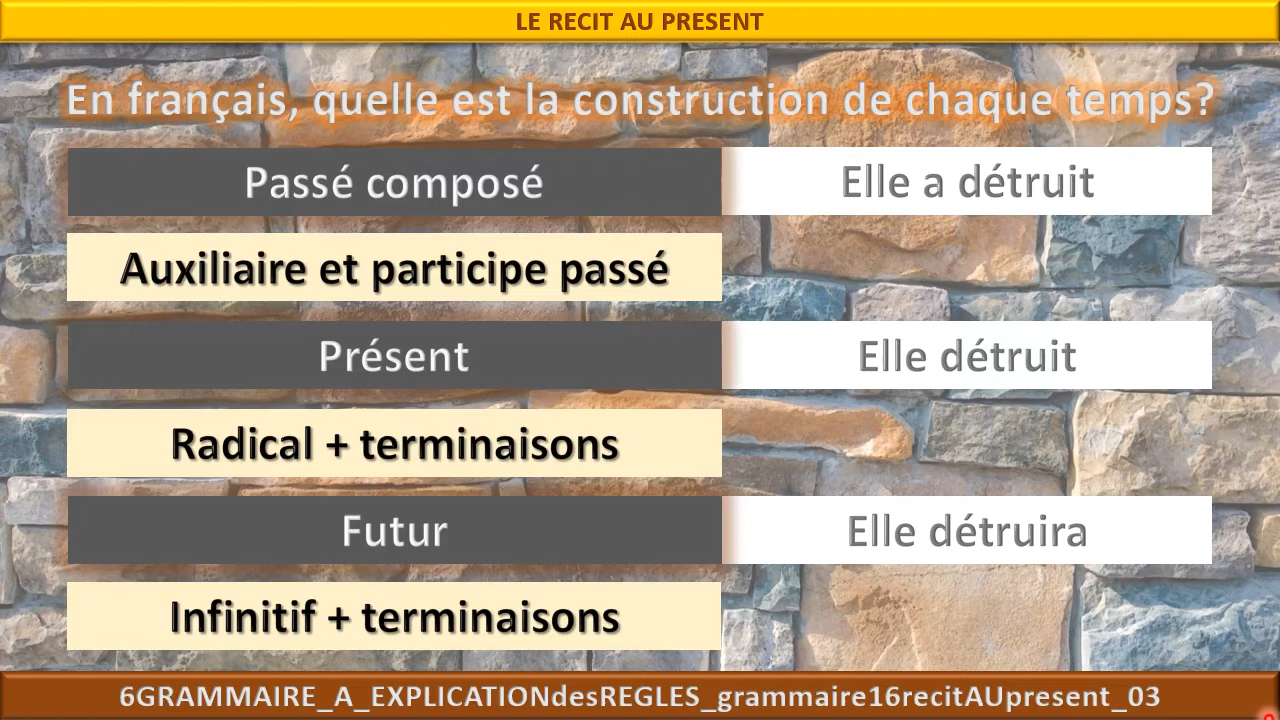 LE RECIT AU PRESENT
En français, quelle est la construction de chaque temps?
Passé composé
Elle a détruit
Auxiliaire et participe passé
Présent
Elle détruit
Radical + terminaisons
Futur
Elle détruira
Infinitif + terminaisons
6GRAMMAIRE_A_EXPLICATIONdesREGLES_grammaire16recitAUpresent_03